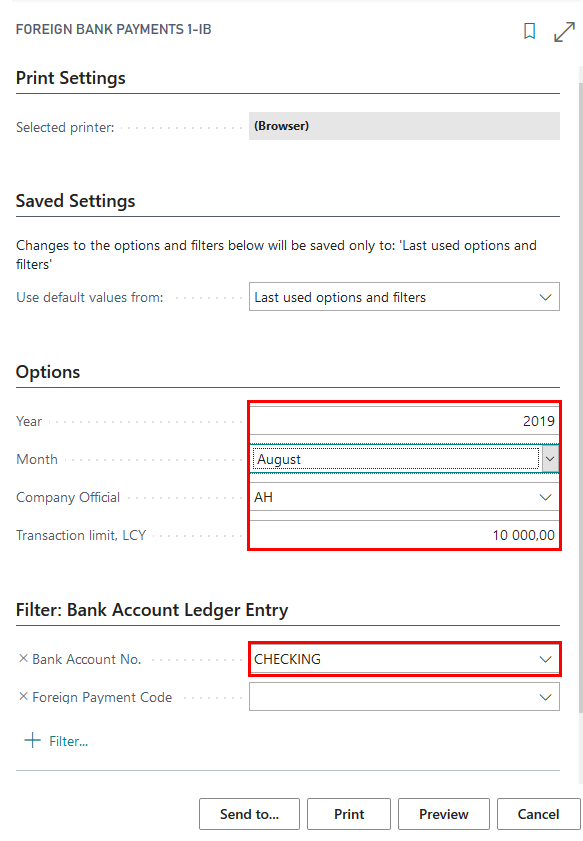 FOREIGN BANK PAYMENTS 1-IB
Print Settings
Selected printer: (Browser)
Saved Settings
Changes to the options and filters below will be saved only to: 'Last used options and
filters'
Use default values from: Last used options and filters
Options
Year 2019
Month August
Company Official AH
Transaction limit, LCY 10 000,00
Filter: Bank Account Ledger Entry
× Bank Account No. CHECKING
× Foreign Payment Code
+ Filter...
Send to... Print Preview Cancel